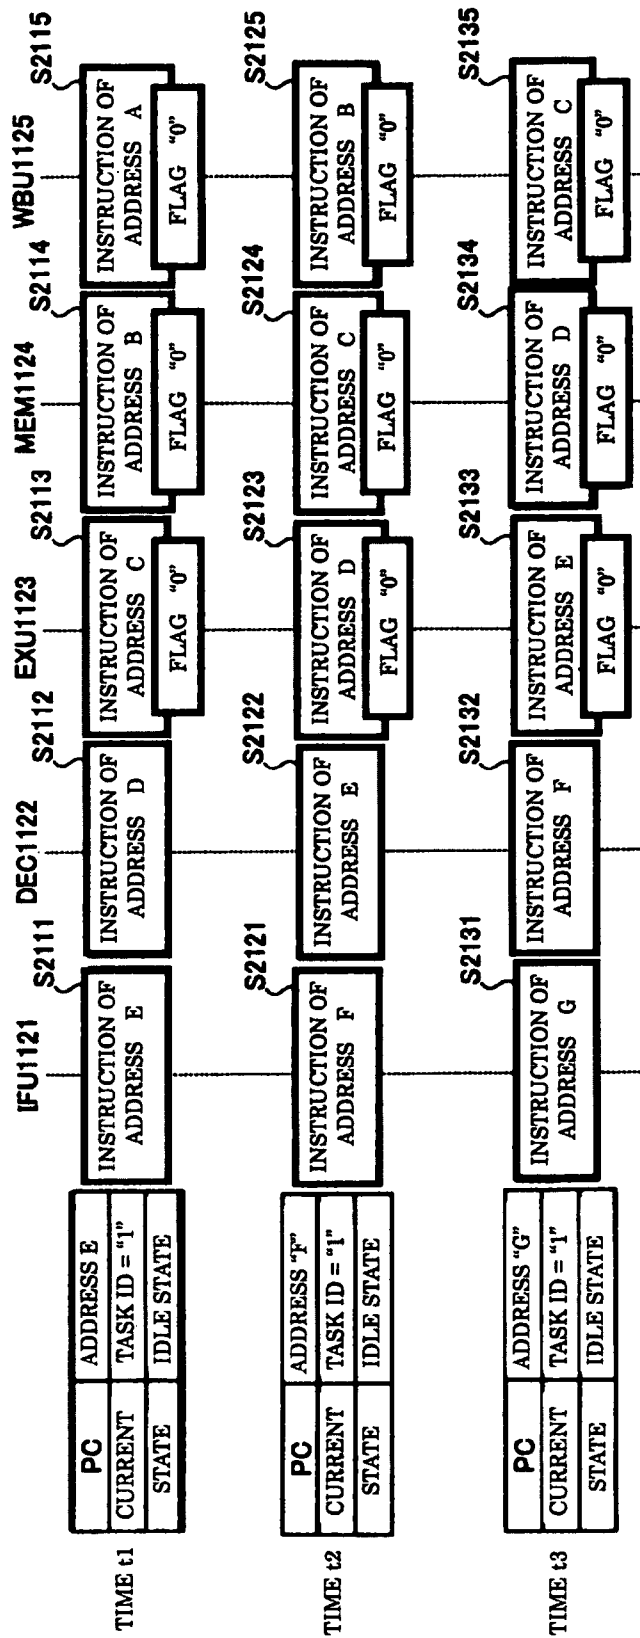 IFU1121
DEC1122
EXU1123
MEM1124
WBU1125
TIME t1
PC
ADDRESS E
CURRENT
TASK ID = “1”
STATE
IDLE STATE
S2111
INSTRUCTION OF
ADDRESS E
S2112
INSTRUCTION OF
ADDRESS D
S2113
INSTRUCTION OF
ADDRESS C
FLAG “0”
S2114
INSTRUCTION OF
ADDRESS B
FLAG “0”
S2115
INSTRUCTION OF
ADDRESS A
FLAG “0”
TIME t2
PC
ADDRESS “F”
CURRENT
TASK ID = “1”
STATE
IDLE STATE
S2121
INSTRUCTION OF
ADDRESS F
S2122
INSTRUCTION OF
ADDRESS E
S2123
INSTRUCTION OF
ADDRESS D
FLAG “0”
S2124
INSTRUCTION OF
ADDRESS C
FLAG “0”
S2125
INSTRUCTION OF
ADDRESS B
FLAG “0”
TIME t3
PC
ADDRESS “G”
CURRENT
TASK ID = “1”
STATE
IDLE STATE
S2131
INSTRUCTION OF
ADDRESS G
S2132
INSTRUCTION OF
ADDRESS F
S2133
INSTRUCTION OF
ADDRESS E
FLAG “0”
S2134
INSTRUCTION OF
ADDRESS D
FLAG “0”
S2135
INSTRUCTION OF
ADDRESS C
FLAG “0”